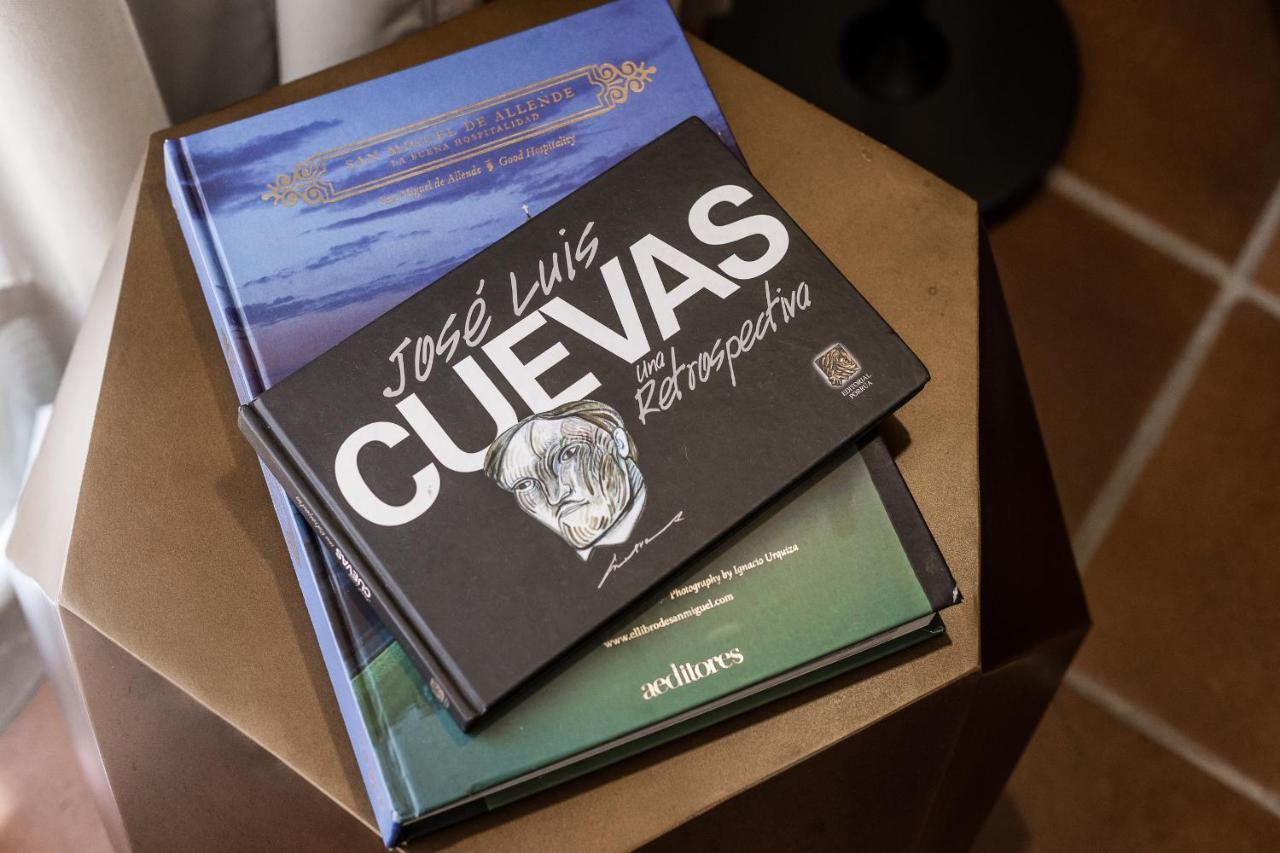 SAN MIGUEL DE ALLENDE
LA BUENA HOSPITALIDAD
San Miguel de Allende Good Hospitality
JOSÉ LUIS
CUEVAS
Una
Retrospectiva
EDITORIAL
PORRÚA
CUEVAS
Photography by Ignacio Urquiza
www.ellibrodesanmiguel.com
aeditores